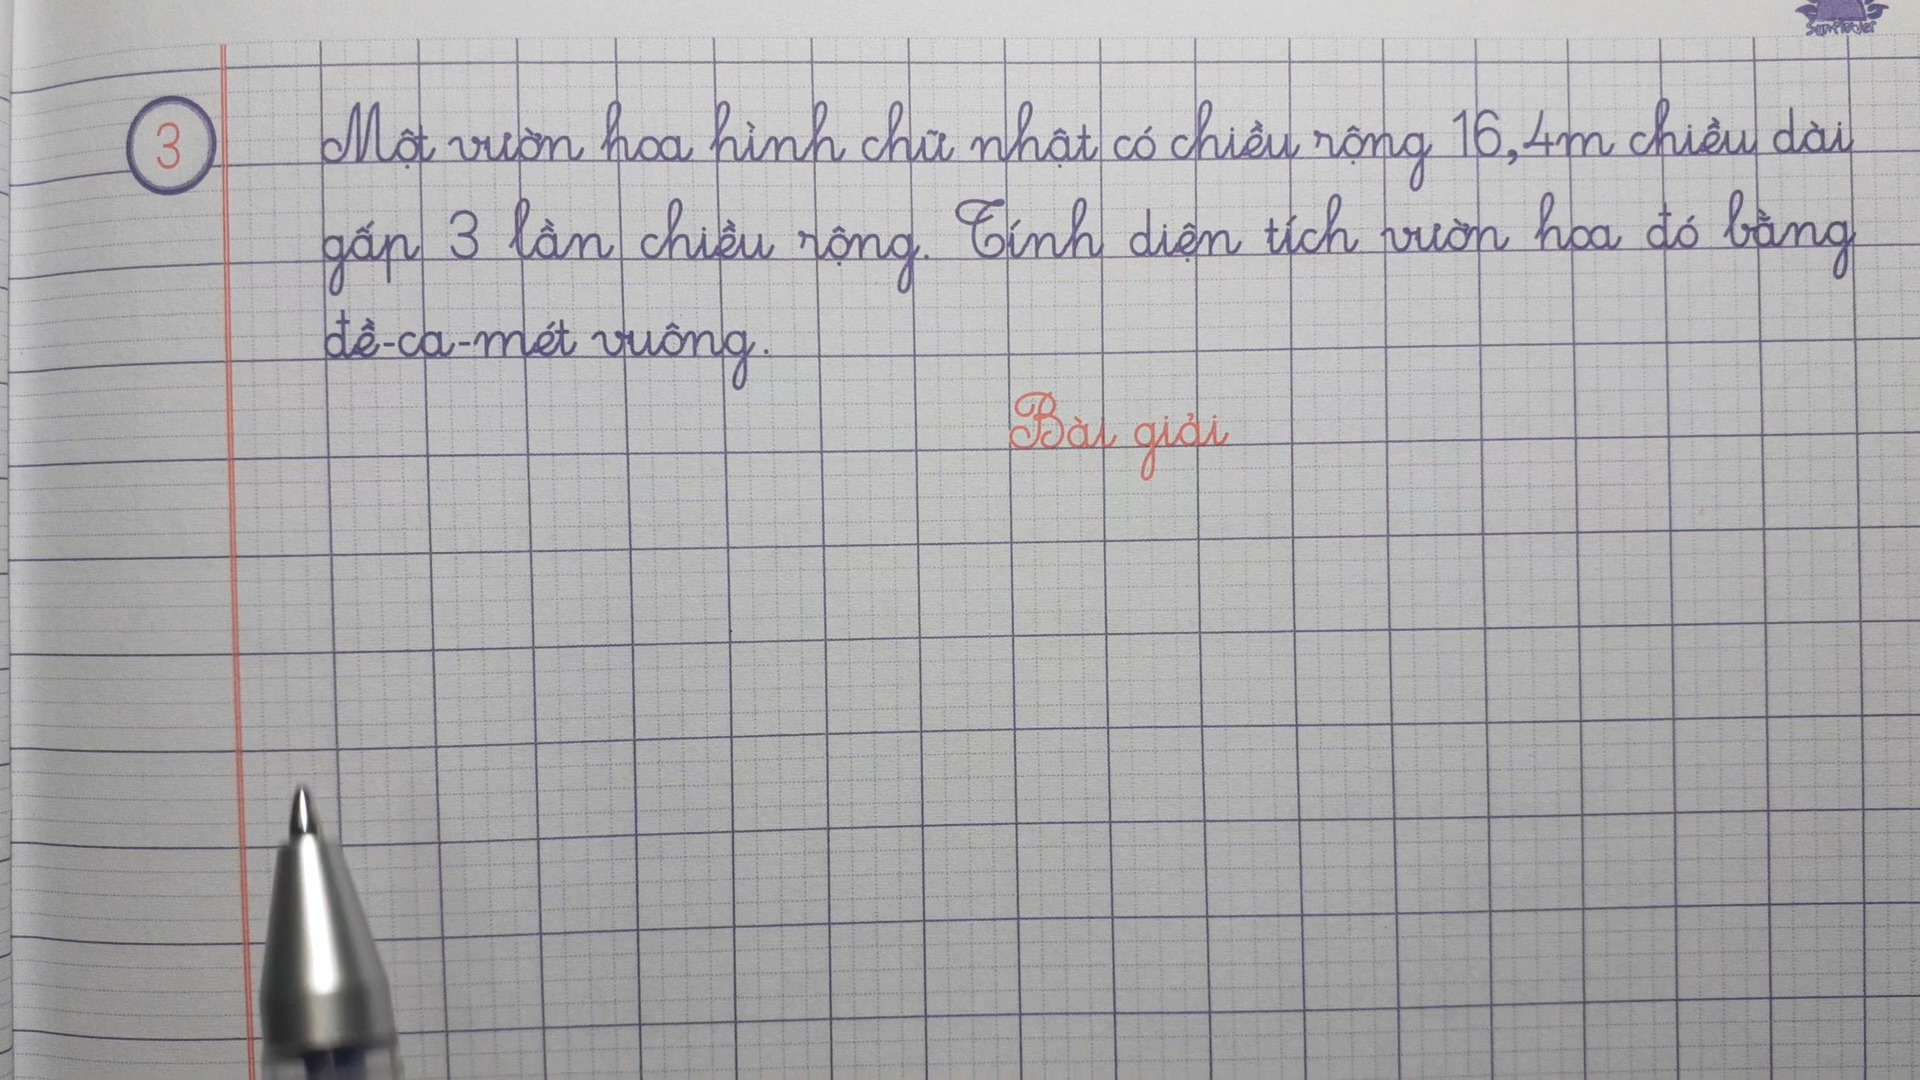 Sunflower
3 Một vườn hoa hình chữ nhật có chiều rộng 16,4m chiều dài
gấp 3 lần chiều rộng. Tính diện tích vườn hoa đó bằng
đề-ca-mét vuông.
Bài giải